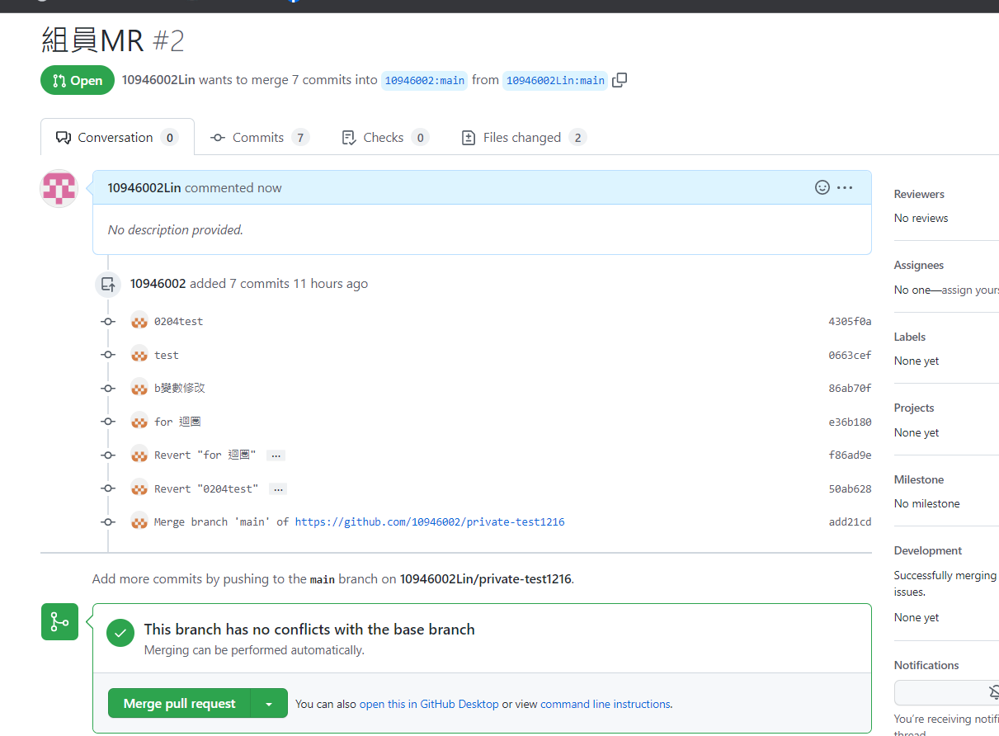 組員MR #2
Open 10946002Lin wants to merge 7 commits into 10946002:main from 10946002Lin:main
Conversation 0 Commits 7 Checks 0 Files changed 2
10946002Lin commented now
No description provided.
10946002 added 7 commits 11 hours ago
0204test 4305f0a
test 0663cef
b變數修改 86ab70f
for 迴圈 e36b180
Revert "for 迴圈" ... f86ad9e
Revert "0204test" ... 50ab628
Merge branch 'main' of https://github.com/10946002/private-test1216 add21cd
Add more commits by pushing to the main branch on 10946002Lin/private-test1216.
This branch has no conflicts with the base branch
Merging can be performed automatically.
Merge pull request You can also open this in GitHub Desktop or view command line instructions.
Reviewers
No reviews
Assignees
No one—assign yours
Labels
None yet
Projects
None yet
Milestone
No milestone
Development
Successfully merging
issues.
None yet
Notifications
You're receiving notifi
thread.